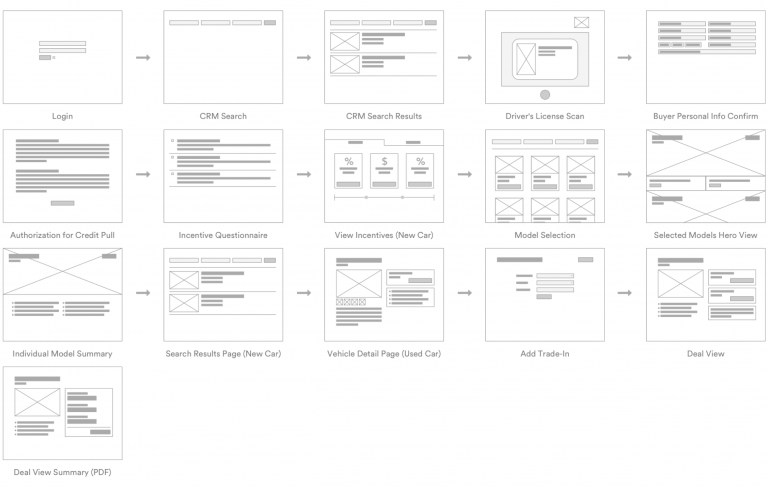 Login
CRM Search
CRM Search Results
Driver's License Scan
Buyer Personal Info Confirm
%
$
%
Authorization for Credit Pull
Incentive Questionnaire
View Incentives (New Car)
Model Selection
Selected Models Hero View
Individual Model Summary
Search Results Page (New Car)
Vehicle Detail Page (Used Car)
Add Trade-In
Deal View
Deal View Summary (PDF)